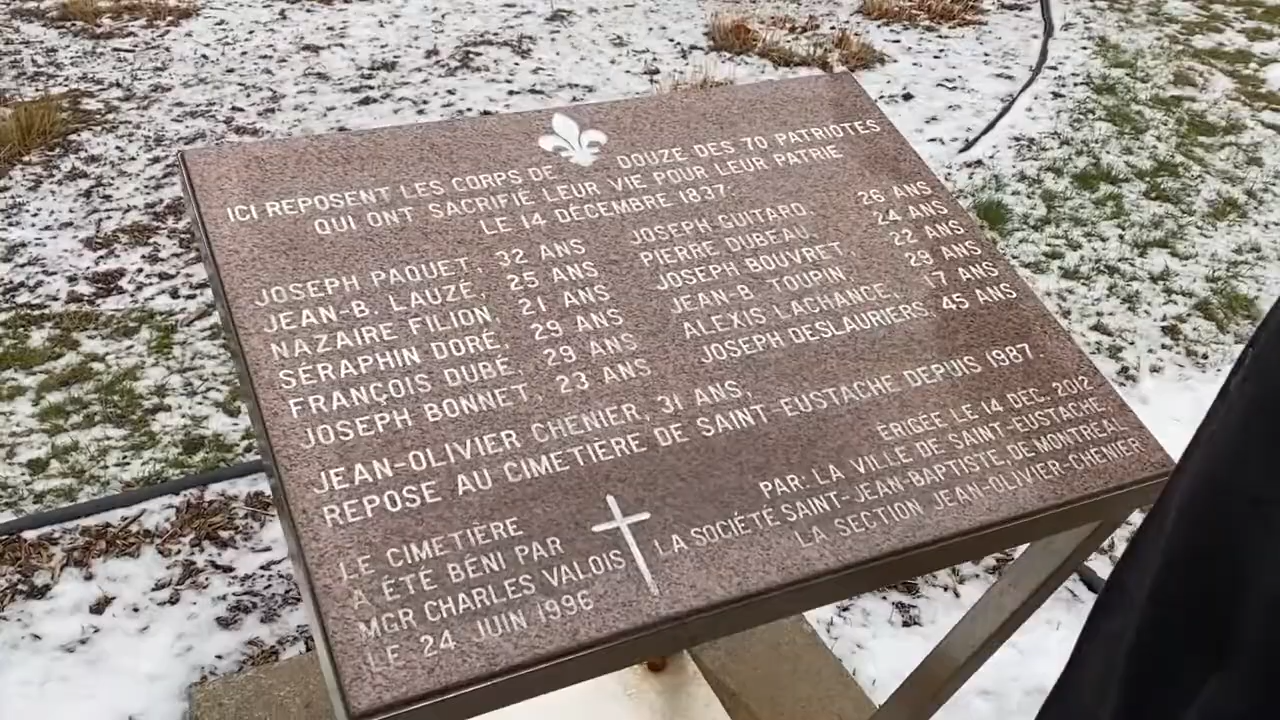 ICI REPOSENT LES CORPS DE DOUZE DES 70 PATRIOTES
QUI ONT SACRIFIÉ LEUR VIE POUR LEUR PATRIE
LE 14 DÉCEMBRE 1837:
JOSEPH PAQUET, 32 ANS
JEAN-B. LAUZÉ, 25 ANS
NAZAIRE FILION, 21 ANS
SÉRAPHIN DORÉ, 29 ANS
FRANÇOIS DUBÉ, 29 ANS
JOSEPH BONNET, 23 ANS
JOSEPH GUITARD, 26 ANS
PIERRE DUBEAU, 24 ANS
JOSEPH BOUVRET, 22 ANS
JEAN-B. TOUPIN, 29 ANS
ALEXIS LACHANCE, 17 ANS
JOSEPH DESLAURIERS, 45 ANS
JEAN-OLIVIER CHENIER, 31 ANS,
REPOSE AU CIMETIÈRE DE SAINT-EUSTACHE DEPUIS 1987.
LE CIMETIÈRE
A ÉTÉ BÉNI PAR
MGR CHARLES VALOIS
LE 24 JUIN 1996
ÉRIGÉE LE 14 DÉC. 2012
PAR: LA VILLE DE SAINT-EUSTACHE,
LA SOCIÉTÉ SAINT-JEAN-BAPTISTE, DE MONTRÉAL
LA SECTION JEAN-OLIVIER-CHENIER